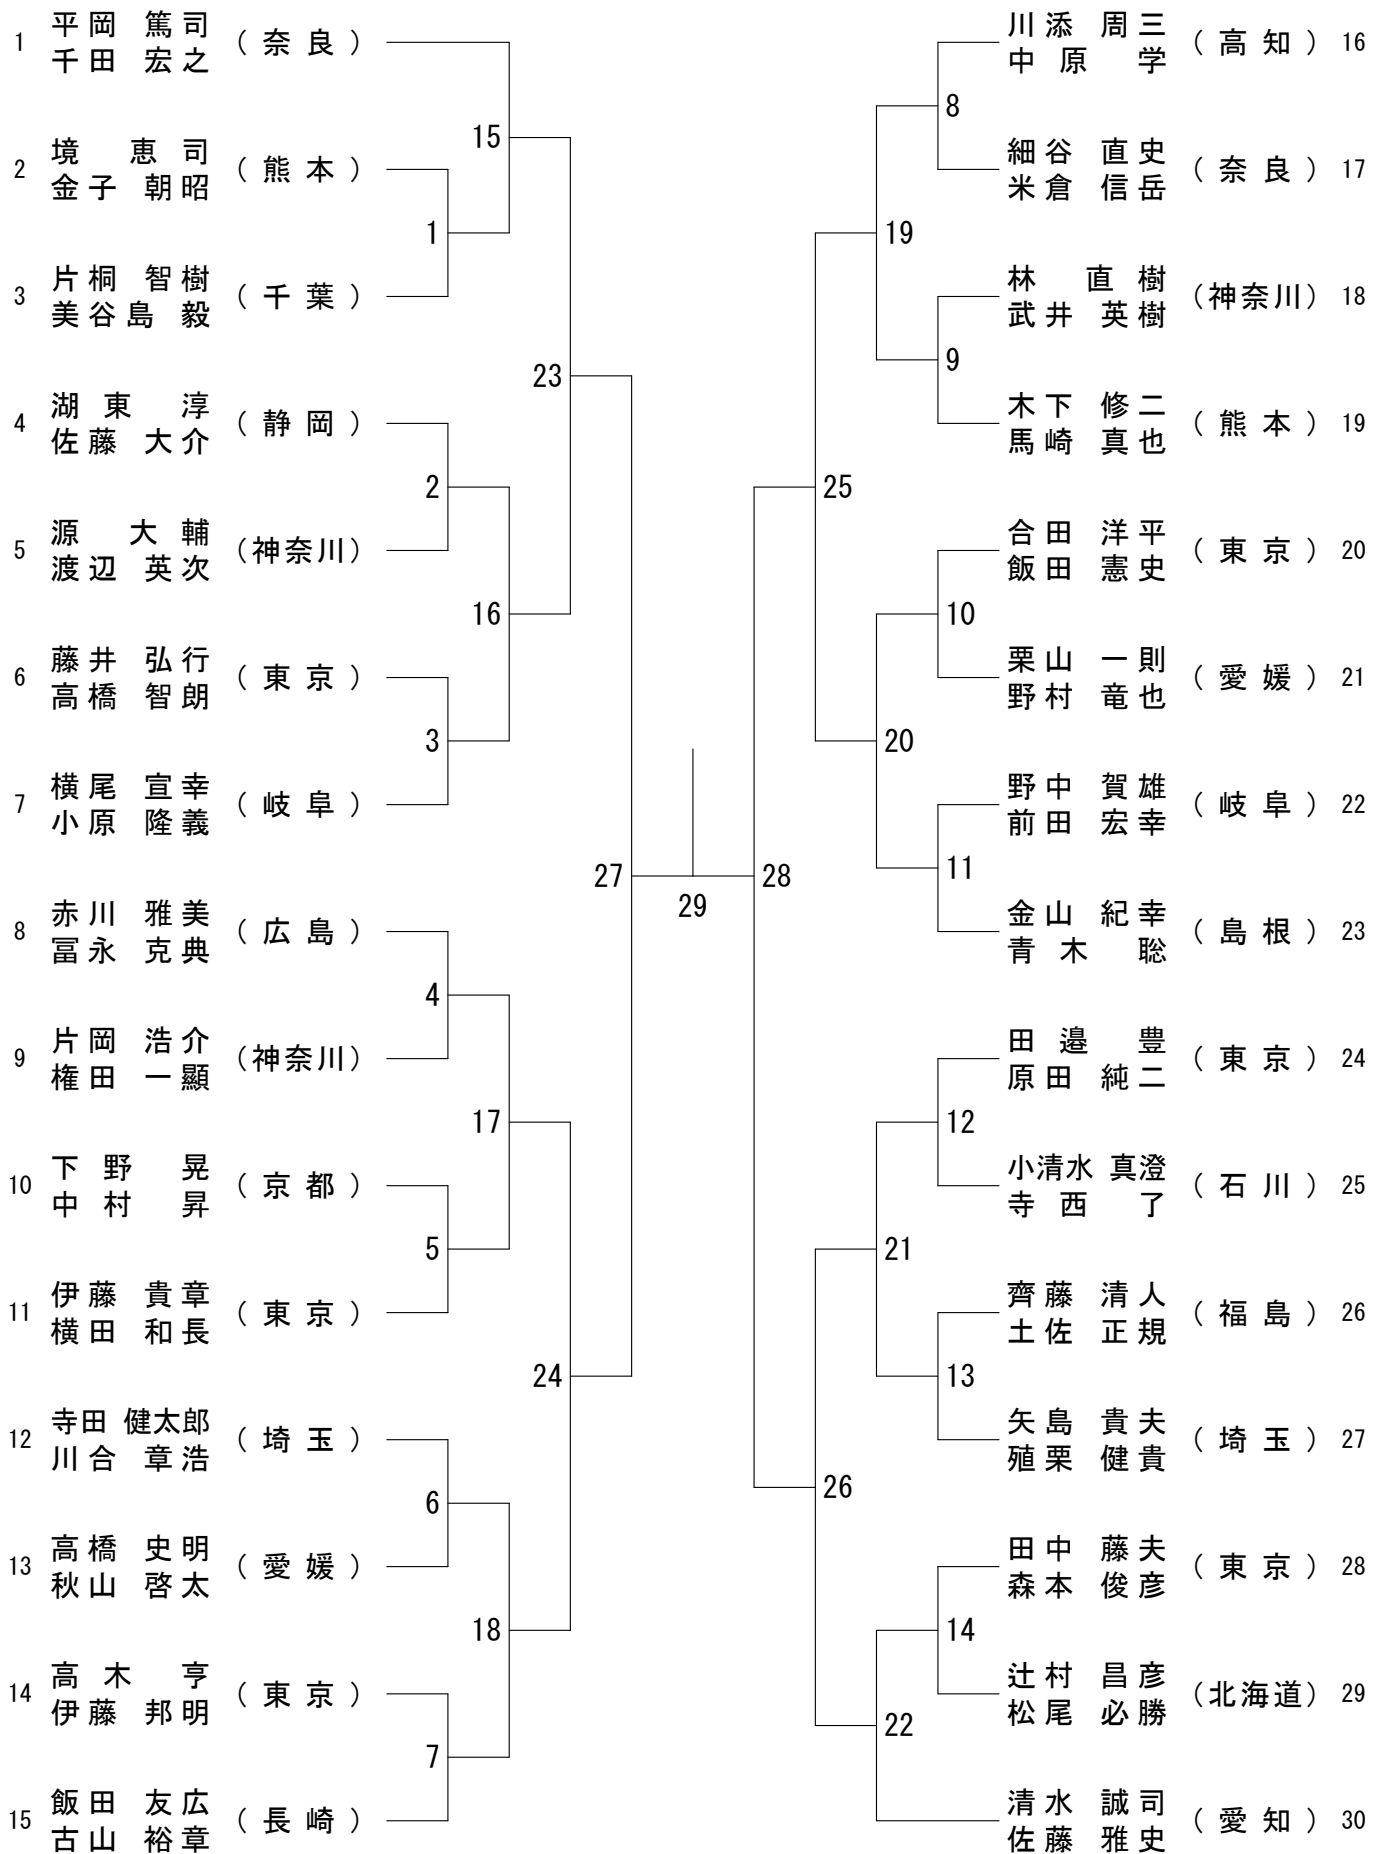 1 平岡 篤司 (奈良)
千田 宏之
2 境 恵司 (熊本)
金子 朝昭
3 片桐 智樹 (千葉)
美谷島 毅
4 湖東 淳 (静岡)
佐藤 大介
5 源 大輔 (神奈川)
渡辺 英次
6 藤井 弘行 (東京)
高橋 智朗
7 横尾 宣幸 (岐阜)
小原 隆義
8 赤川 雅美 (広島)
冨永 克典
9 片岡 浩介 (神奈川)
権田 一顯
10 下野 晃 (京都)
中村 昇
11 伊藤 貴章 (東京)
横田 和長
12 寺田 健太郎 (埼玉)
川合 章浩
13 高橋 史明 (愛媛)
秋山 啓太
14 高木 亨 (東京)
伊藤 邦明
15 飯田 友広 (長崎)
古山 裕章
1
2
3
4
5
6
7
15
16
17
18
23
24
27
29
28
25
26
19
20
21
22
8
9
10
11
12
13
14
川添 周三 (高知) 16
中原 学
細谷 直史 (奈良) 17
米倉 信岳
林 直樹 (神奈川) 18
武井 英樹
木下 修二 (熊本) 19
馬崎 真也
合田 洋平 (東京) 20
飯田 憲史
栗山 一則 (愛媛) 21
野村 竜也
野中 賀雄 (岐阜) 22
前田 宏幸
金山 紀幸 (島根) 23
青木 聡
田邉 豊 (東京) 24
原田 純二
小清水 真澄 (石川) 25
寺西 了
齊藤 清人 (福島) 26
土佐 正規
矢島 貴夫 (埼玉) 27
殖栗 健貴
田中 藤夫 (東京) 28
森本 俊彦
辻村 昌彦 (北海道) 29
松尾 必勝
清水 誠司 (愛知) 30
佐藤 雅史